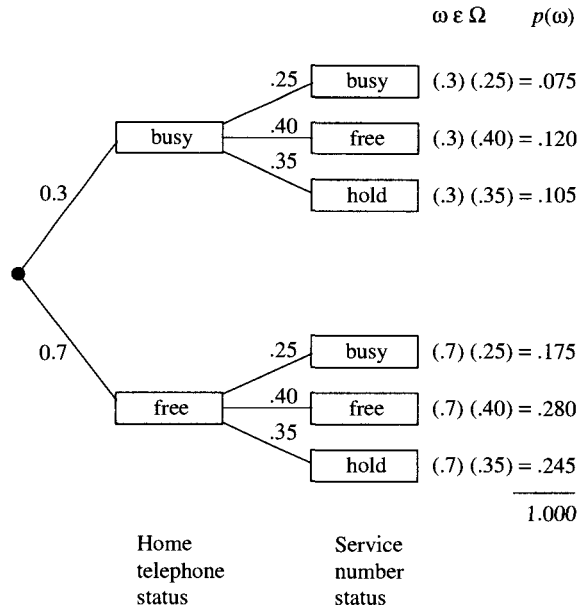 ω ε Ω p(ω)
.25 busy (.3) (.25) = .075
busy .40 free (.3) (.40) = .120
.35 hold (.3) (.35) = .105
0.3
0.7
.25 busy (.7) (.25) = .175
free .40 free (.7) (.40) = .280
.35 hold (.7) (.35) = .245
1.000
Home
telephone
status
Service
number
status